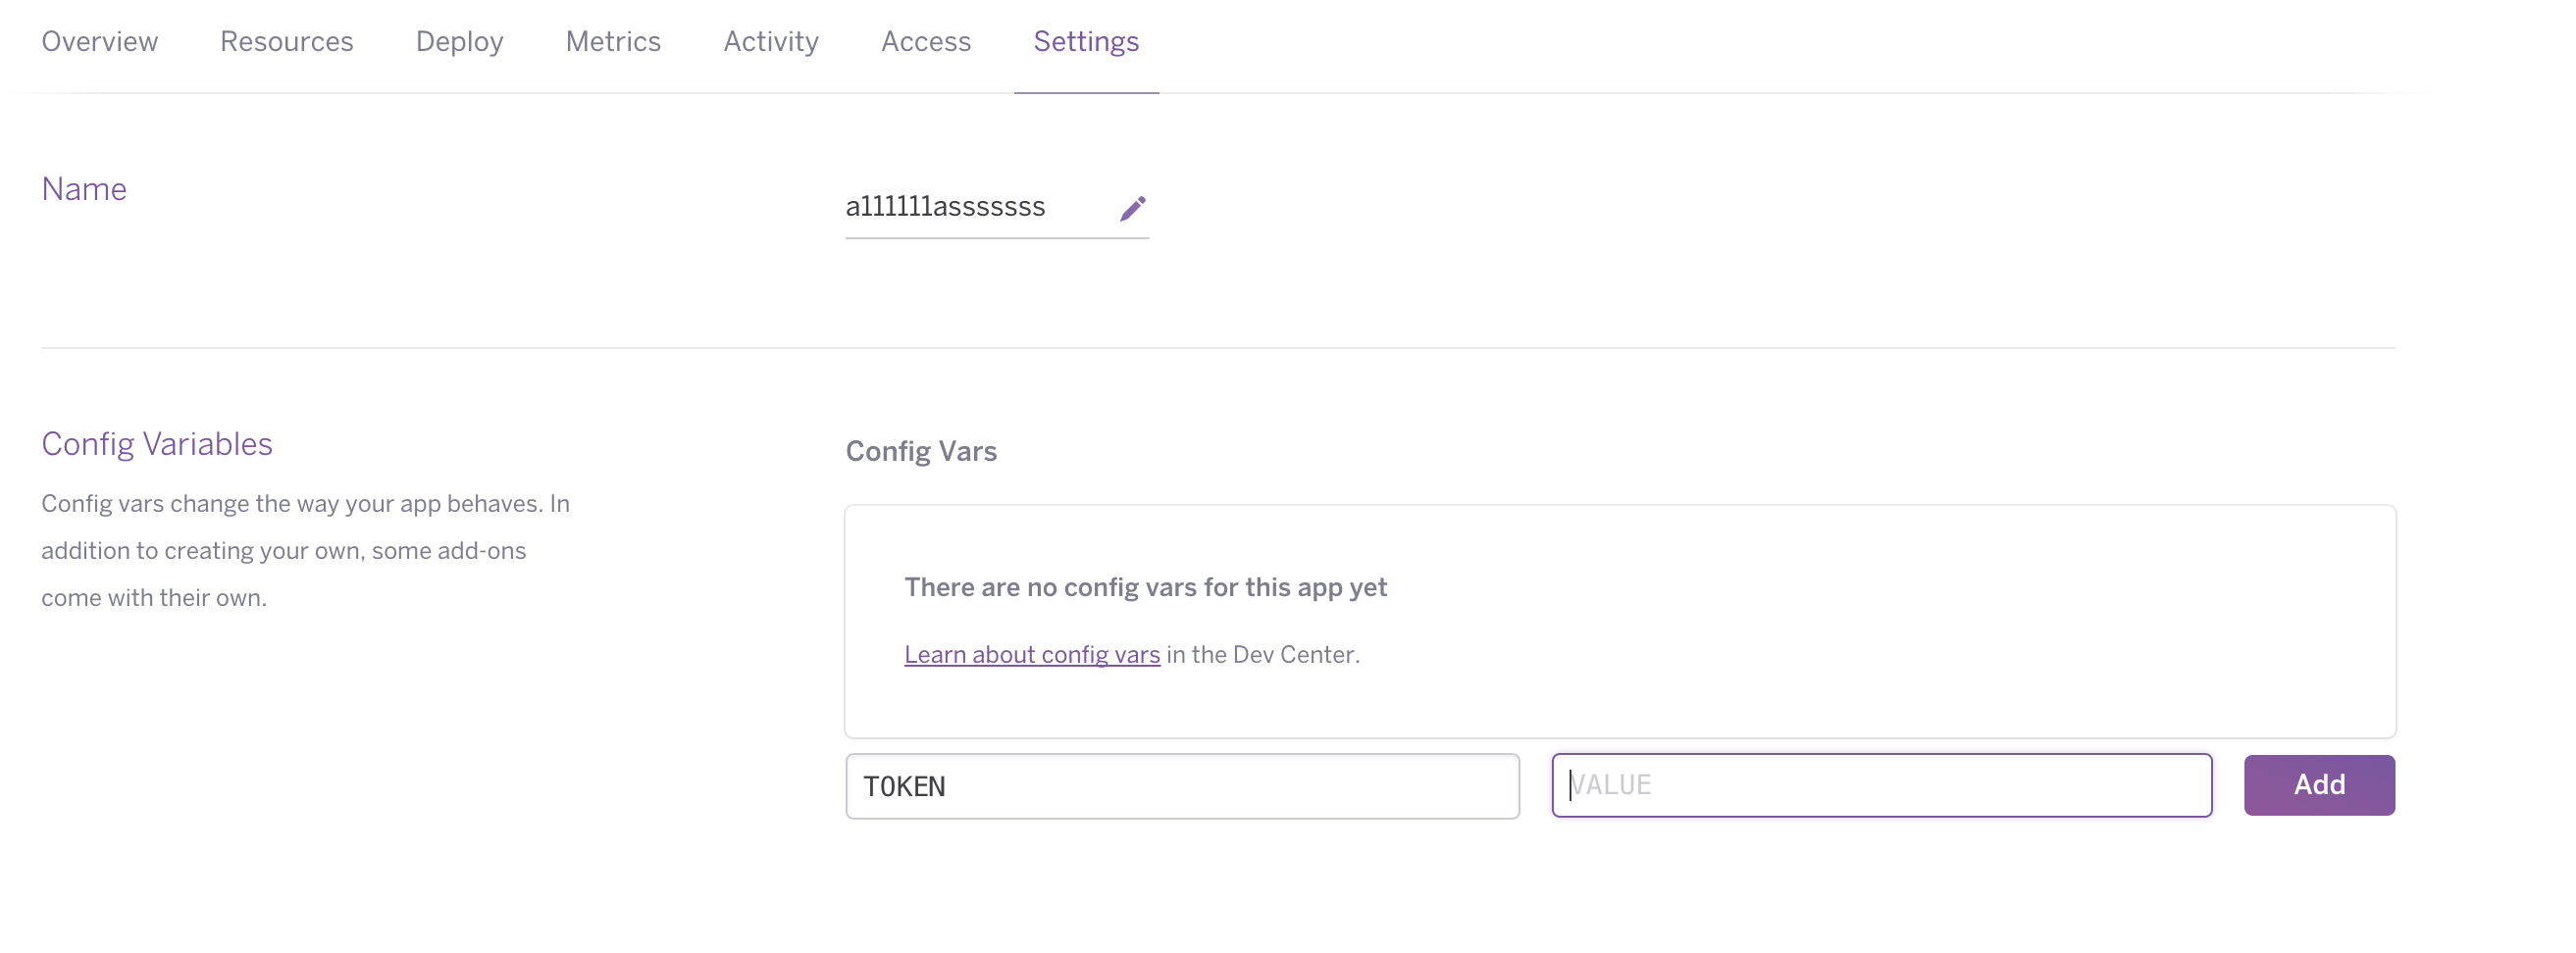 Overview Resources Deploy Metrics Activity Access Settings
Name
a111111asssssss
Config Variables
Config vars change the way your app behaves. In
addition to creating your own, some add-ons
come with their own.
Config Vars
There are no config vars for this app yet
Learn about config vars in the Dev Center.
TOKEN
VALUE
Add